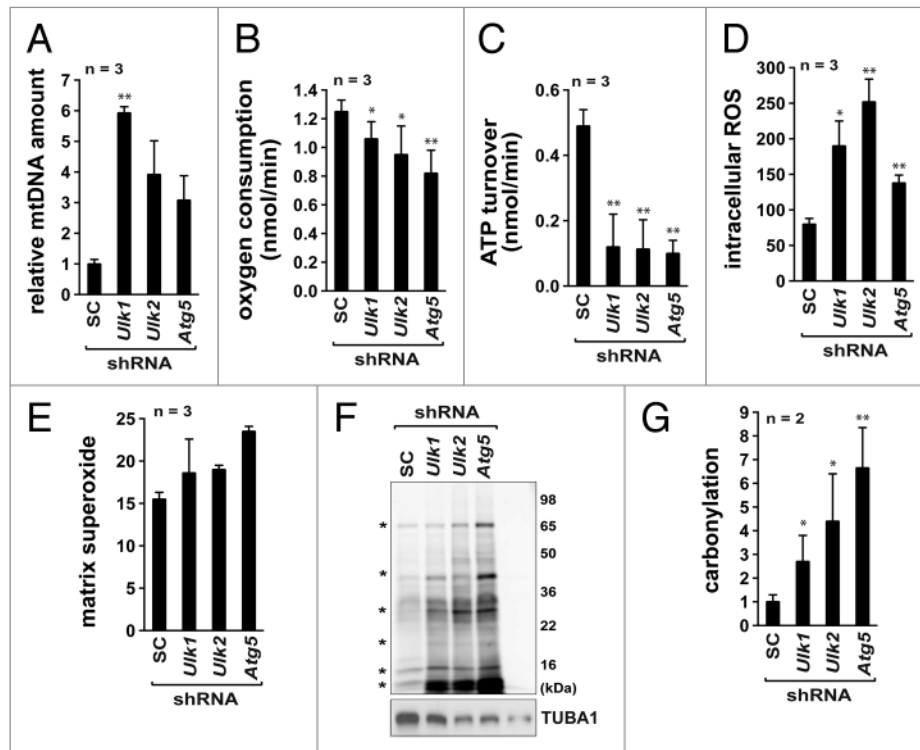 A
n = 3
relative mtDNA amount
7
6
5
4
3
2
1
0
**
SC
Ulk1
Ulk2
Atg5
shRNA
B
n = 3
oxygen consumption
(nmol/min)
1.4
1.2
1.0
0.8
0.6
0.4
0.2
0.0
*
*
**
SC
Ulk1
Ulk2
Atg5
shRNA
C
n = 3
ATP turnover
(nmol/min)
0.6
0.4
0.2
0.0
**
**
**
SC
Ulk1
Ulk2
Atg5
shRNA
D
n = 3
intracellular ROS
300
250
200
150
100
50
0
*
**
**
SC
Ulk1
Ulk2
Atg5
shRNA
E
n = 3
matrix superoxide
25
20
15
10
5
0
SC
Ulk1
Ulk2
Atg5
shRNA
F
shRNA
SC
Ulk1
Ulk2
Atg5
98
* 65
50
*
36
*
22
*
* 16
* (kDa)
TUBA1
G
n = 2
carbonylation
9
8
7
6
5
4
3
2
1
0
*
*
**
SC
Ulk1
Ulk2
Atg5
shRNA